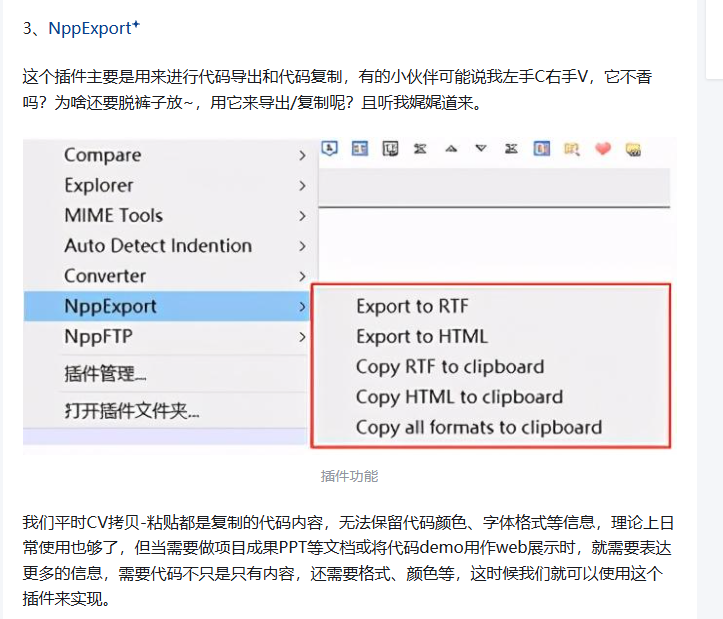 3、NppExport
这个插件主要是用来进行代码导出和代码复制，有的小伙伴可能说我左手C右手V，它不香
吗？为啥还要脱裤子放~，用它来导出/复制呢？且听我娓娓道来。
Compare
Explorer
MIME Tools
Auto Detect Indention
Converter
NppExport
NppFTP
插件管理...
打开插件文件夹...
Export to RTF
Export to HTML
Copy RTF to clipboard
Copy HTML to clipboard
Copy all formats to clipboard
插件功能
我们平时CV拷贝-粘贴都是复制的代码内容，无法保留代码颜色、字体格式等信息，理论上日
常使用也够了，但当需要做项目成果PPT等文档或将代码demo用作web展示时，就需要表达
更多的信息，需要代码不只是只有内容，还需要格式、颜色等，这时候我们就可以使用这个
插件来实现。